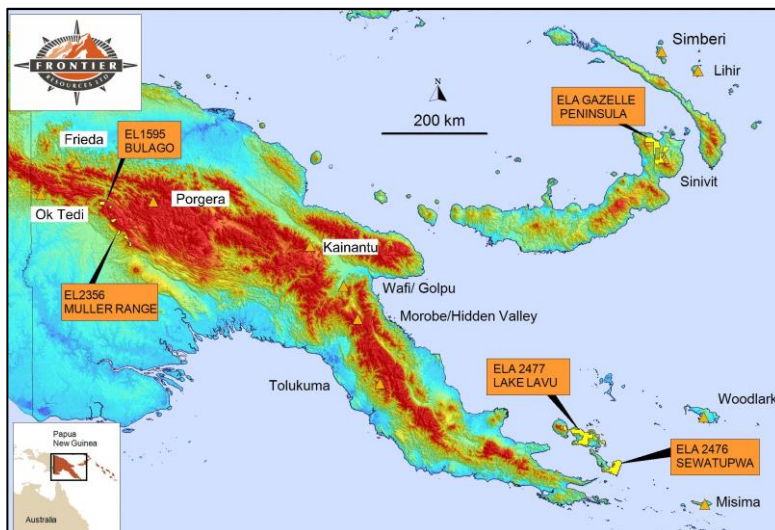 FRONTIER
RESOURCES LTD
Simberi
Lihir
N
200 km
ELA GAZELLE
PENINSULA
Sinivit
EL1595
BULAGO
Frieda
Ok Tedi
Porgera
Kainantu
EL2356
MULLER RANGE
Wafi/ Golpu
Morobe/Hidden Valley
Tolukuma
ELA 2477
LAKE LAVU
Woodlark
ELA 2476
SEWATUPWA
Misima
Papua
New Guinea
Australia